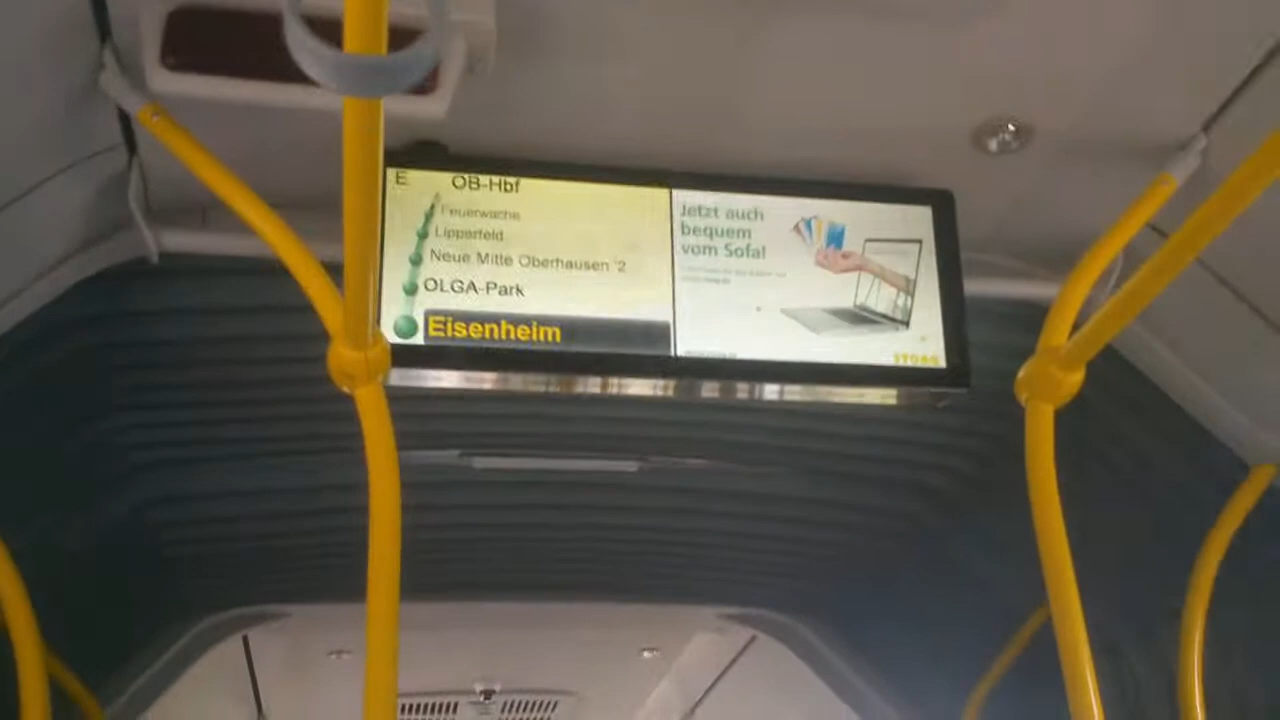 E OB-Hbf
Feuerwache
Lipperfeld
Neue Mitte Oberhausen '2
OLGA-Park
Eisenheim
Jetzt auch
bequem
vom Sofa!
STOAG